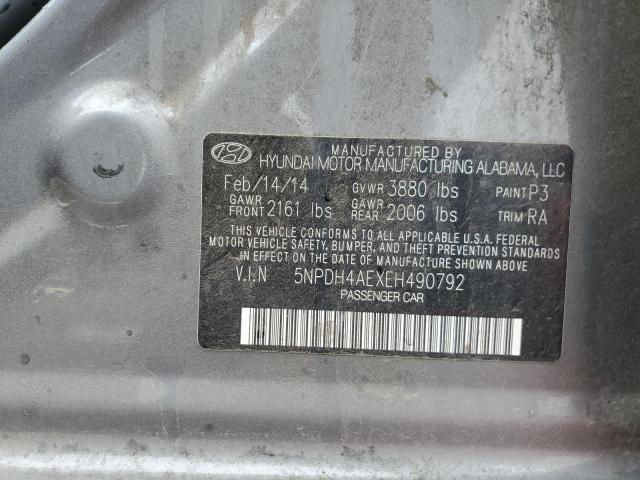 MANUFACTURED BY
HYUNDAI MOTOR MANUFACTURING ALABAMA, LLC
Feb/14/14 GVWR 3880 lbs PAINT P3
GAWR FRONT 2161 lbs GAWR REAR 2006 lbs TRIM RA
THIS VEHICLE CONFORMS TO ALL APPLICABLE U.S.A. FEDERAL
MOTOR VEHICLE SAFETY, BUMPER, AND THEFT PREVENTION STANDARDS
IN EFFECT ON THE DATE OF MANUFACTURE SHOWN ABOVE
V.I.N 5NPDH4AEXEH490792
PASSENGER CAR